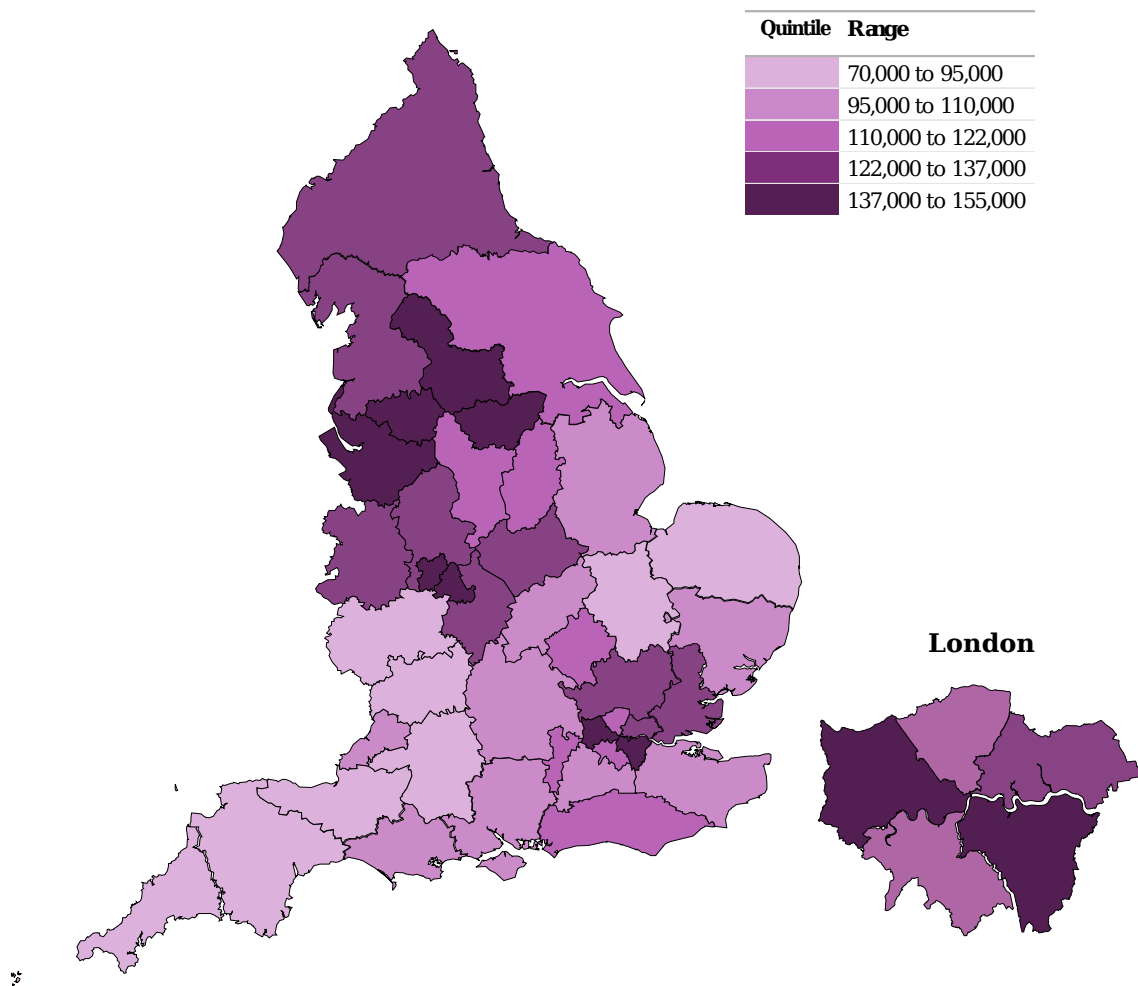 Quintile Range
70,000 to 95,000
95,000 to 110,000
110,000 to 122,000
122,000 to 137,000
137,000 to 155,000
London